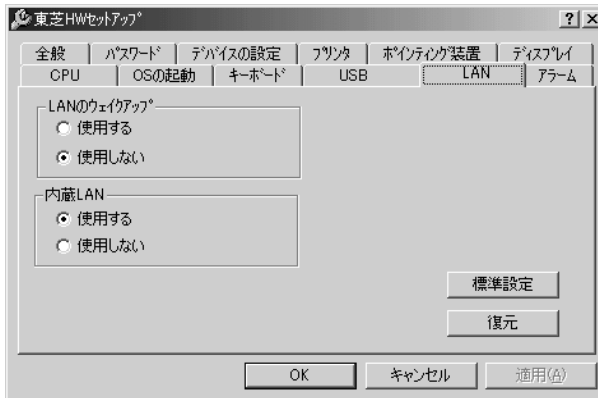 東芝HWｾｯﾄｱｯﾌﾟ
全般 ﾊﾟｽﾜｰﾄﾞ ﾃﾞﾊﾞｲｽの設定 ﾌﾟﾘﾝﾀ ﾎﾟｲﾝﾃｨﾝｸﾞ装置 ﾃﾞｨｽﾌﾟﾚｲ
CPU OSの起動 ｷｰﾎﾞｰﾄﾞ USB LAN ｱﾗｰﾑ
LANのｳｪｲｸｱｯﾌﾟ
使用する
使用しない
内蔵LAN
使用する
使用しない
標準設定
復元
OK ｷｬﾝｾﾙ 適用(A)